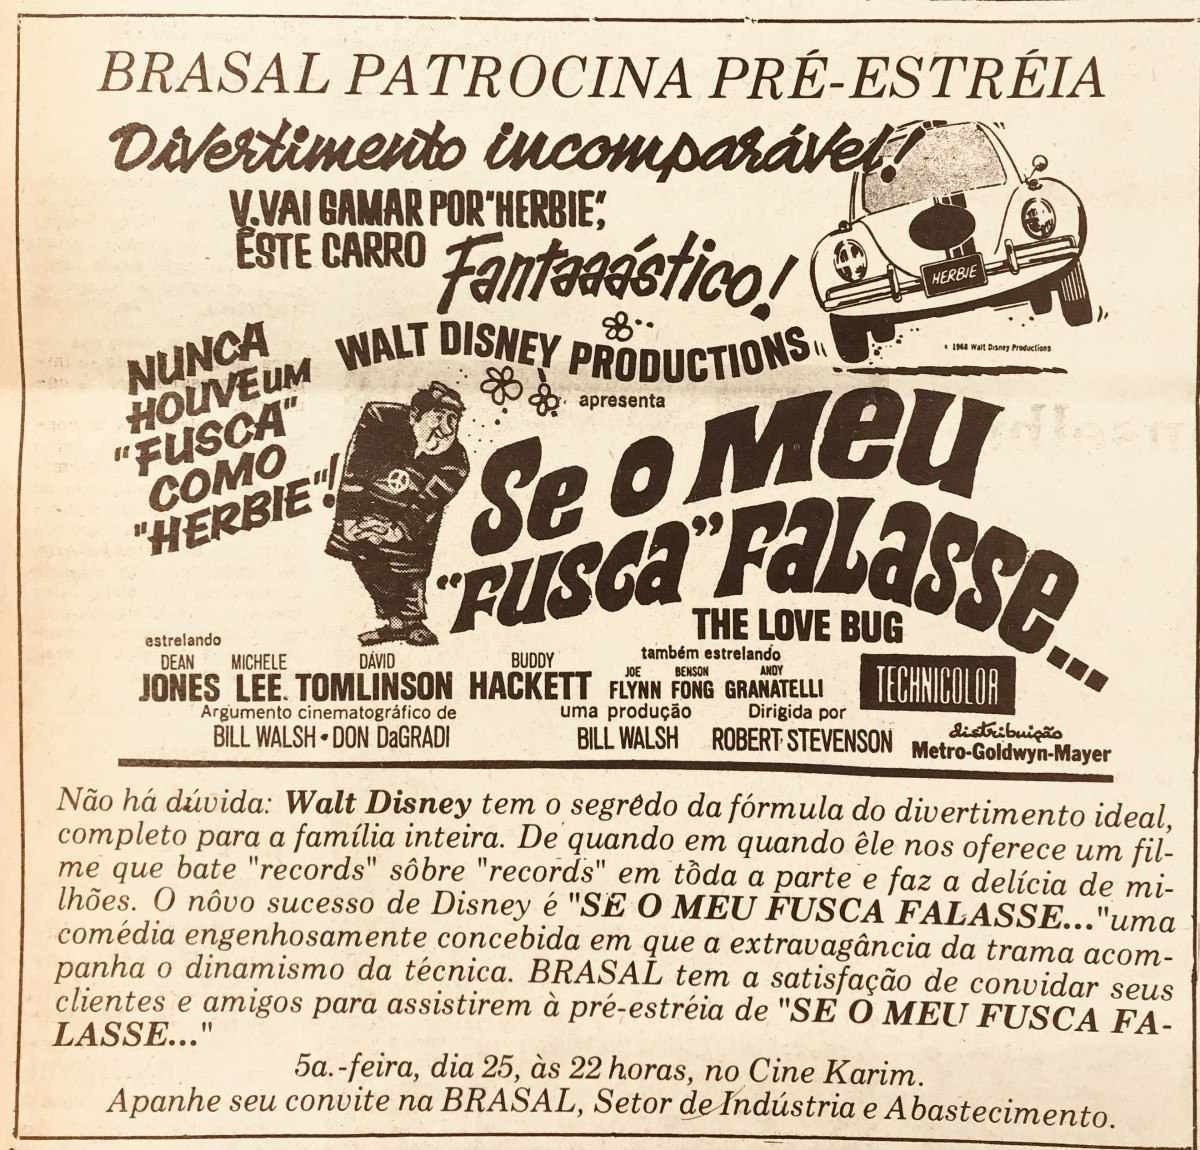 BRASAL PATROCINA PRÉ-ESTRÉIA
Divertimento incomparável!
V. VAI GAMAR POR "HERBIE",
ÊSTE CARRO Fantaaástico!
HERBIE
© 1968 Walt Disney Productions
NUNCA
HOUVE UM
"FUSCA"
COMO
"HERBIE"!
WALT DISNEY PRODUCTIONS
apresenta
Se o meu
"FUSCA" FALASSE...
THE LOVE BUG
estrelando
DEAN JONES MICHELE LEE. DAVID TOMLINSON BUDDY HACKETT
também estrelando
JOE FLYNN BENSON FONG ANDY GRANATELLI
TECHNICOLOR
Argumento cinematográfico de
BILL WALSH • DON DaGRADI
uma produção
BILL WALSH
Dirigida por
ROBERT STEVENSON
distribuição
Metro-Goldwyn-Mayer
Não há dúvida: Walt Disney tem o segrêdo da fórmula do divertimento ideal,
completo para a família inteira. De quando em quando êle nos oferece um fil-
me que bate "records" sôbre "records" em tôda a parte e faz a delícia de mi-
lhões. O nôvo sucesso de Disney é "SE O MEU FUSCA FALASSE..."uma
comédia engenhosamente concebida em que a extravagância da trama acom-
panha o dinamismo da técnica. BRASAL tem a satisfação de convidar seus
clientes e amigos para assistirem à pré-estréia de "SE O MEU FUSCA FA-
LASSE..."
5a.-feira, dia 25, às 22 horas, no Cine Karim.
Apanhe seu convite na BRASAL, Setor de Indústria e Abastecimento.